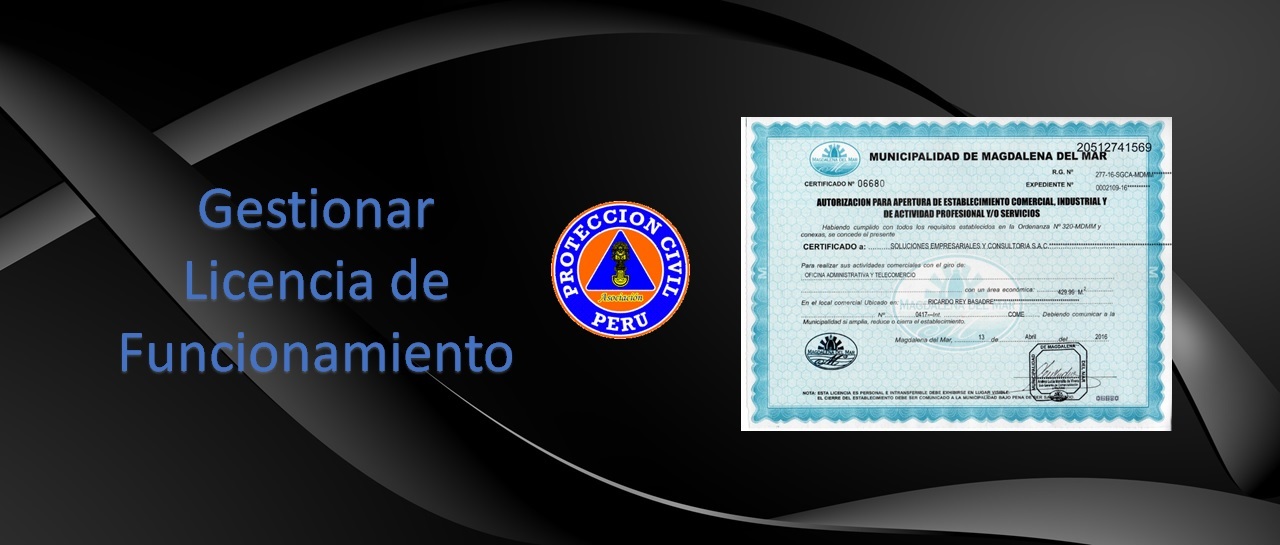 Gestionar
Licencia de
Funcionamiento
PROTECCION CIVIL
Asociación
PERU
20512741569
MAGDALENA DEL MAR
MUNICIPALIDAD DE MAGDALENA DEL MAR
R.G. Nº 277-16-SGCA-MDMM
CERTIFICADO Nº 06680
EXPEDIENTE Nº 0002109-16
AUTORIZACION PARA APERTURA DE ESTABLECIMIENTO COMERCIAL, INDUSTRIAL Y
DE ACTIVIDAD PROFESIONAL Y/O SERVICIOS
Habiendo cumplido con todos los requisitos establecidos en la Ordenanza Nº 320-MDMM y
conexas, se concede el presente
CERTIFICADO a: SOLUCIONES EMPRESARIALES Y CONSULTORIA S.A.C.
Para realizar sus actividades comerciales con el giro de:
OFICINA ADMINISTRATIVA Y TELECOMERCIO
con un área económica: 429.96 M.2
En el local comercial Ubicado en: RICARDO REY BASADRE
Nº 0417---Int. COME. Debiendo comunicar a la
Municipalidad si amplia, reduce o cierra el establecimiento.
Magdalena del Mar, 13 de Abril del 2016
MAGDALENA DEL MAR
DE MAGDALENA
DEL MAR
MUNICIPALIDAD
NOTA: ESTA LICENCIA ES PERSONAL E INTRANSFERIBLE DEBE EXHIBIRSE EN LUGAR VISIBLE.
EL CIERRE DEL ESTABLECIMIENTO DEBE SER COMUNICADO A LA MUNICIPALIDAD BAJO PENA DE SER
06680